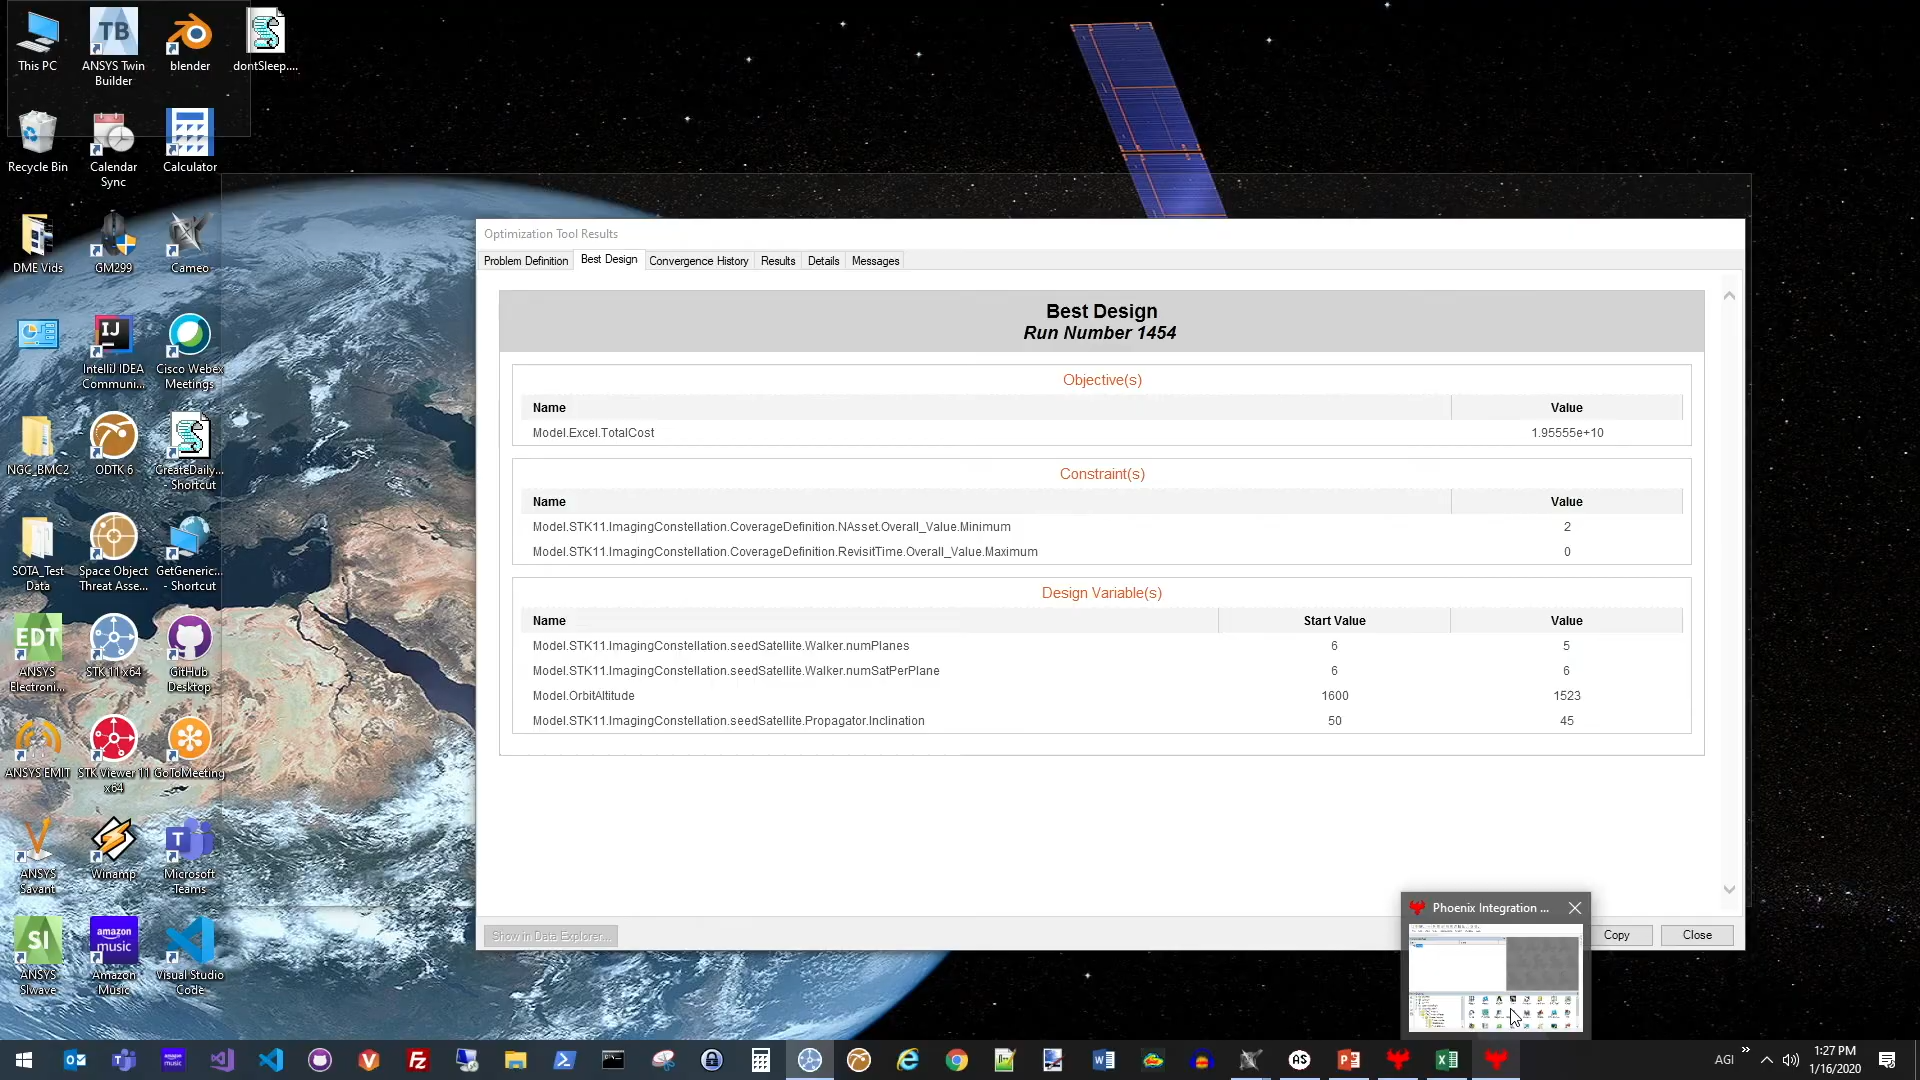 This PC
TB
ANSYS Twin
Builder
blender
dontSleep....
Recycle Bin
Calendar
Sync
Calculator
DME Vids
GM299
Cameo
IJ
IntelliJ IDEA
Communi...
Cisco Webex
Meetings
NGC_BMC2
ODTK 6
CreateDaily...
- Shortcut
SOTA_Test
Data
Space Object
Threat Asse...
GetGeneric...
- Shortcut
EDT
ANSYS
Electroni...
STK 11 x64
GitHub
Desktop
ANSYS EMIT
STK Viewer 11
x64
GoToMeeting
ANSYS
Savant
Winamp
Microsoft
Teams
SI
ANSYS
SIwave
amazon
music
Amazon
Music
Visual Studio
Code
Optimization Tool Results
Problem Definition Best Design Convergence History Results Details Messages
Best Design
Run Number 1454
Objective(s)
Name Value
Model.Excel.TotalCost 1.95555e+10
Constraint(s)
Name Value
Model.STK11.ImagingConstellation.CoverageDefinition.NAsset.Overall_Value.Minimum 2
Model.STK11.ImagingConstellation.CoverageDefinition.RevisitTime.Overall_Value.Maximum 0
Design Variable(s)
Name Start Value Value
Model.STK11.ImagingConstellation.seedSatellite.Walker.numPlanes 6 5
Model.STK11.ImagingConstellation.seedSatellite.Walker.numSatPerPlane 6 6
Model.OrbitAltitude 1600 1523
Model.STK11.ImagingConstellation.seedSatellite.Propagator.Inclination 50 45
Show in Data Explorer...
Phoenix Integration ...
Copy
Close
AGI
1:27 PM
1/16/2020